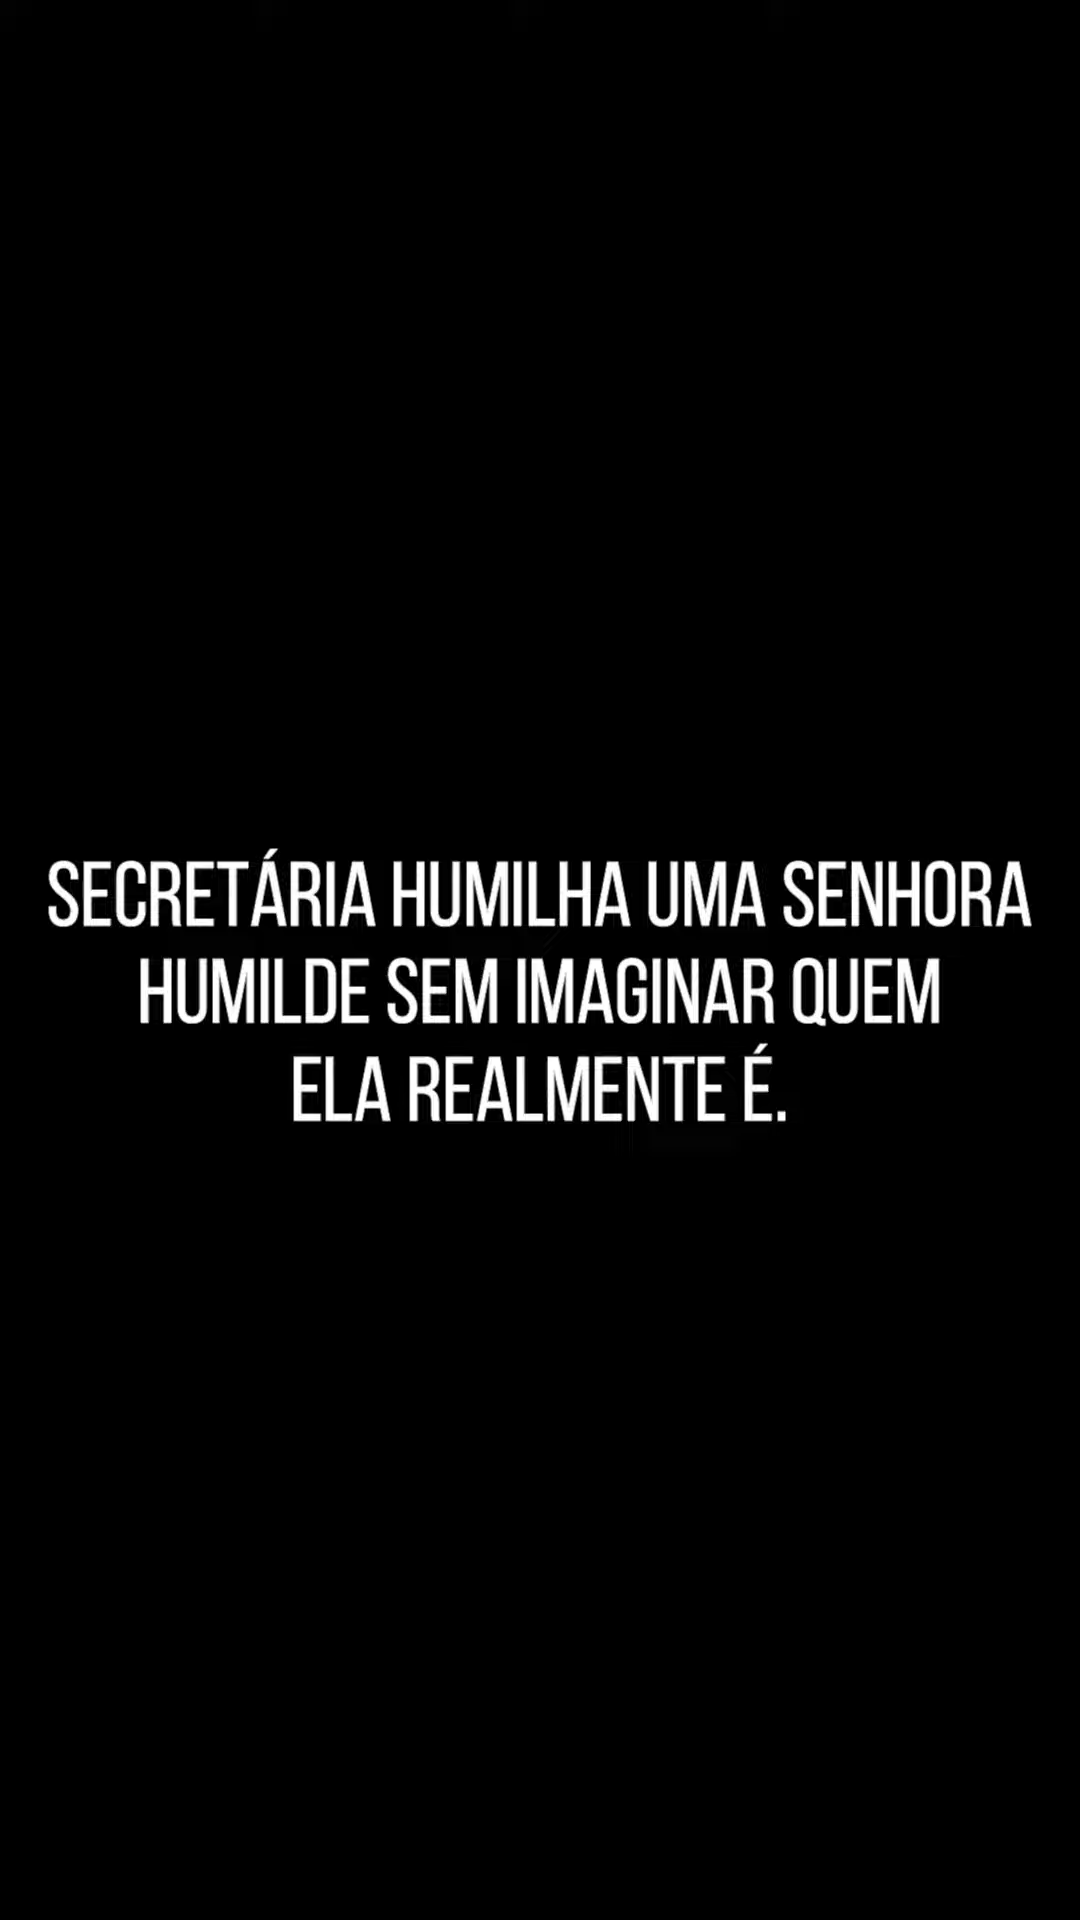 SECRETÁRIA HUMILHA UMA SENHORA
HUMILDE SEM IMAGINAR QUEM
ELA REALMENTE É.